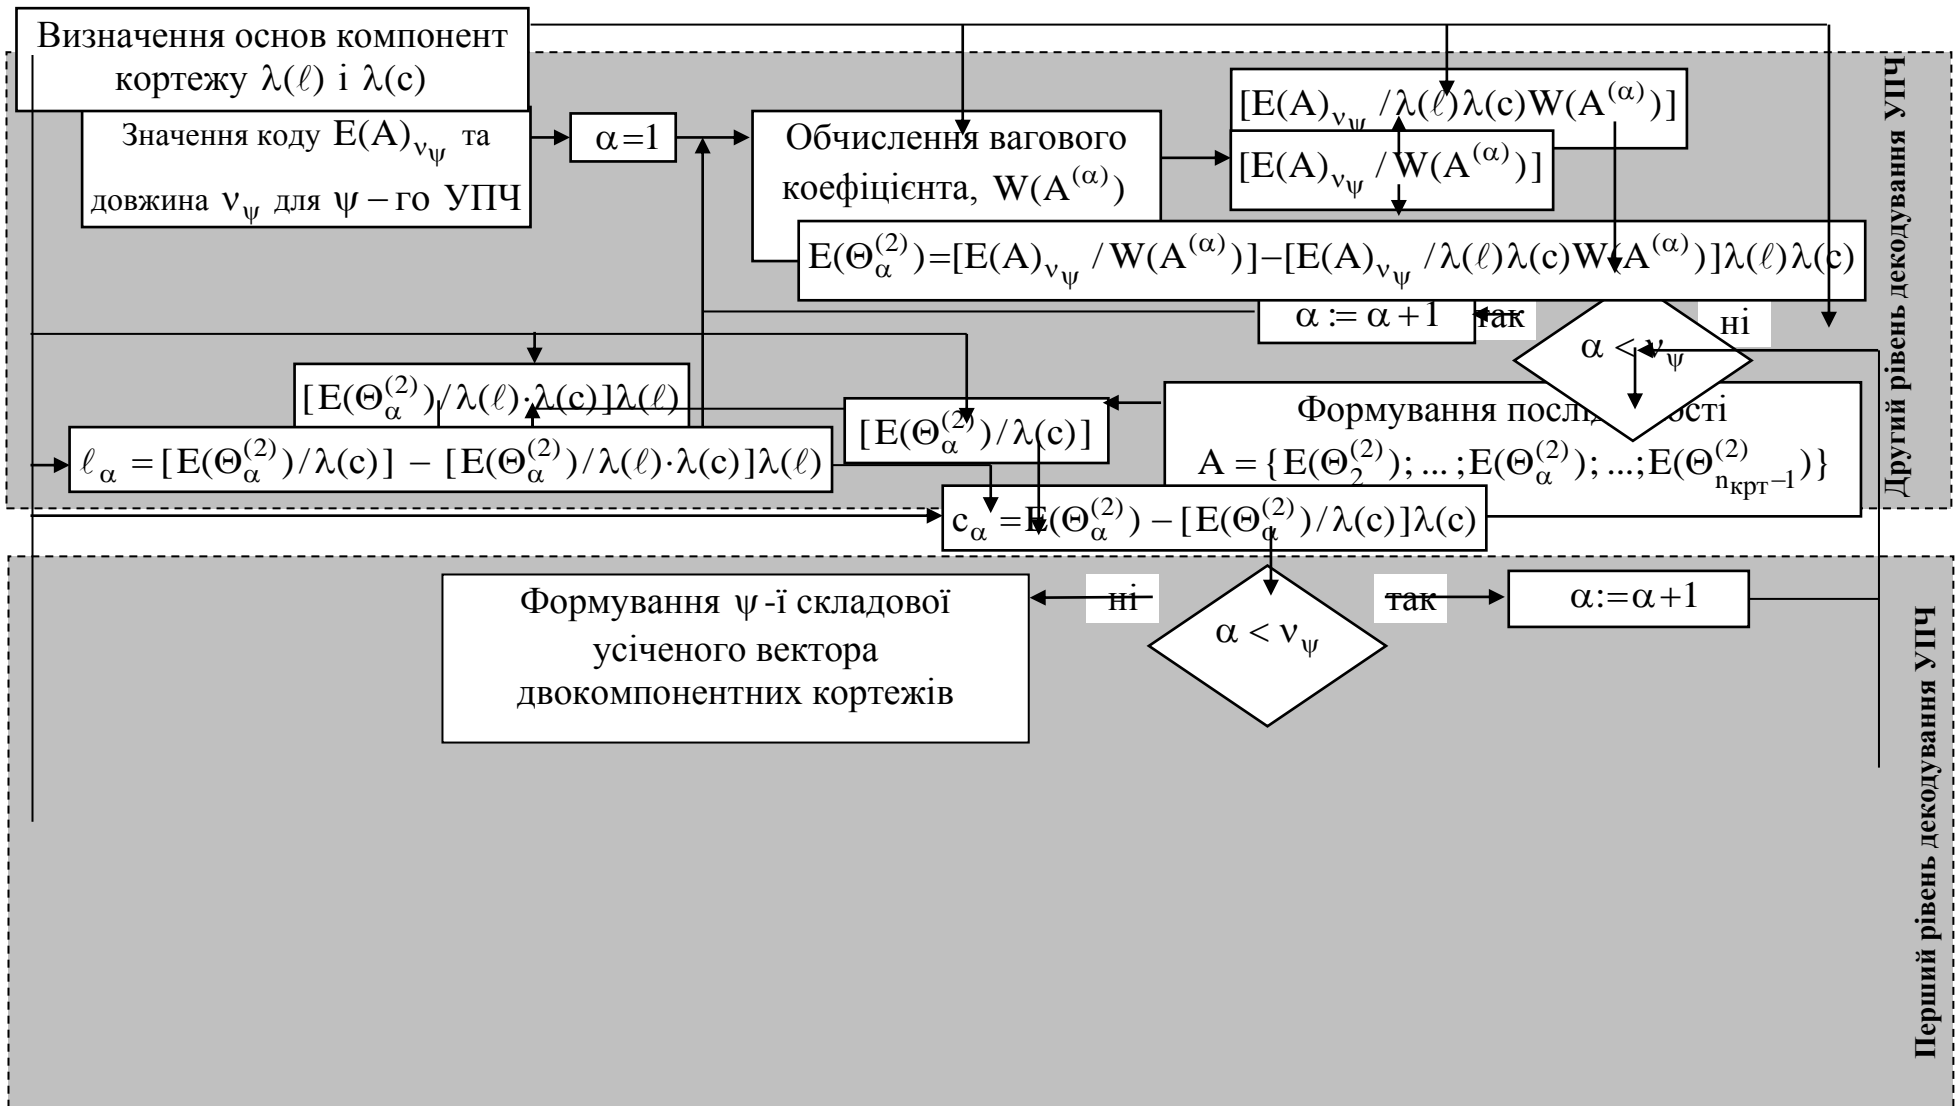 Визначення основ компонент
кортежу λ(ℓ) і λ(c)
Значення коду E(A)_{ν_ψ} та
довжина ν_ψ для ψ – го УПЧ
α=1
Обчислення вагового
коефіцієнта, W(A^{(α)})
[E(A)_{ν_ψ} /λ(ℓ)λ(c)W(A^{(α)})]
[E(A)_{ν_ψ} /W(A^{(α)})]
E(Θ_α^{(2)})=[E(A)_{ν_ψ} /W(A^{(α)})]–[E(A)_{ν_ψ} /λ(ℓ)λ(c)W(A^{(α)})]λ(ℓ)λ(c)
α := α +1
так
ні
α < ν_ψ
Другий рівень декодування УПЧ
[E(Θ_α^{(2)})/λ(ℓ)·λ(c)]λ(ℓ)
[E(Θ_α^{(2)})/λ(c)]
Формування послідовності
A = {E(Θ_2^{(2)}); ... ;E(Θ_α^{(2)}); ...;E(Θ_{n_{крт}–1}^{(2)})}
ℓ_α = [E(Θ_α^{(2)})/λ(c)] – [E(Θ_α^{(2)})/λ(ℓ)·λ(c)]λ(ℓ)
c_α =E(Θ_α^{(2)}) – [E(Θ_α^{(2)})/λ(c)]λ(c)
Формування ψ -ї складової
усіченого вектора
двокомпонентних кортежів
ні
α < ν_ψ
так
α:=α+1
Перший рівень декодування УПЧ